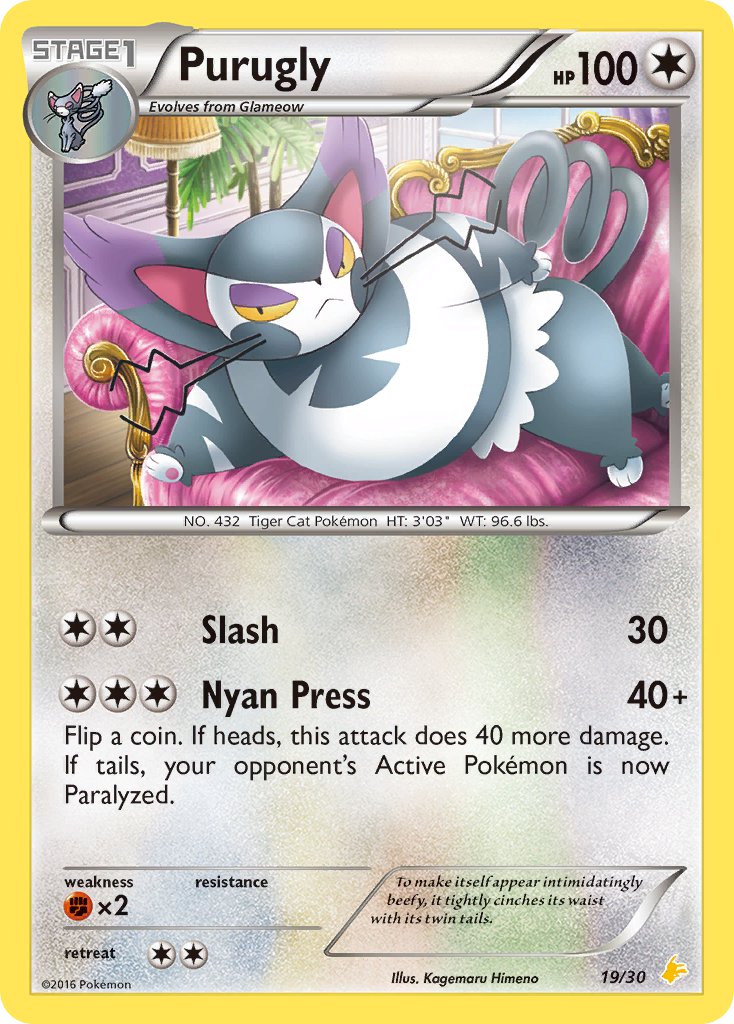 STAGE1
Purugly
HP100
Evolves from Glameow
NO. 432 Tiger Cat Pokémon HT: 3'03" WT: 96.6 lbs.
Slash 30
Nyan Press 40+
Flip a coin. If heads, this attack does 40 more damage.
If tails, your opponent's Active Pokémon is now
Paralyzed.
weakness resistance
×2
To make itself appear intimidatingly
beefy, it tightly cinches its waist
with its twin tails.
retreat
©2016 Pokémon
Illus. Kagemaru Himeno
19/30